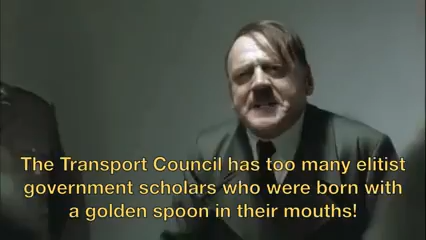 The Transport Council has too many elitist
government scholars who were born with
a golden spoon in their mouths!